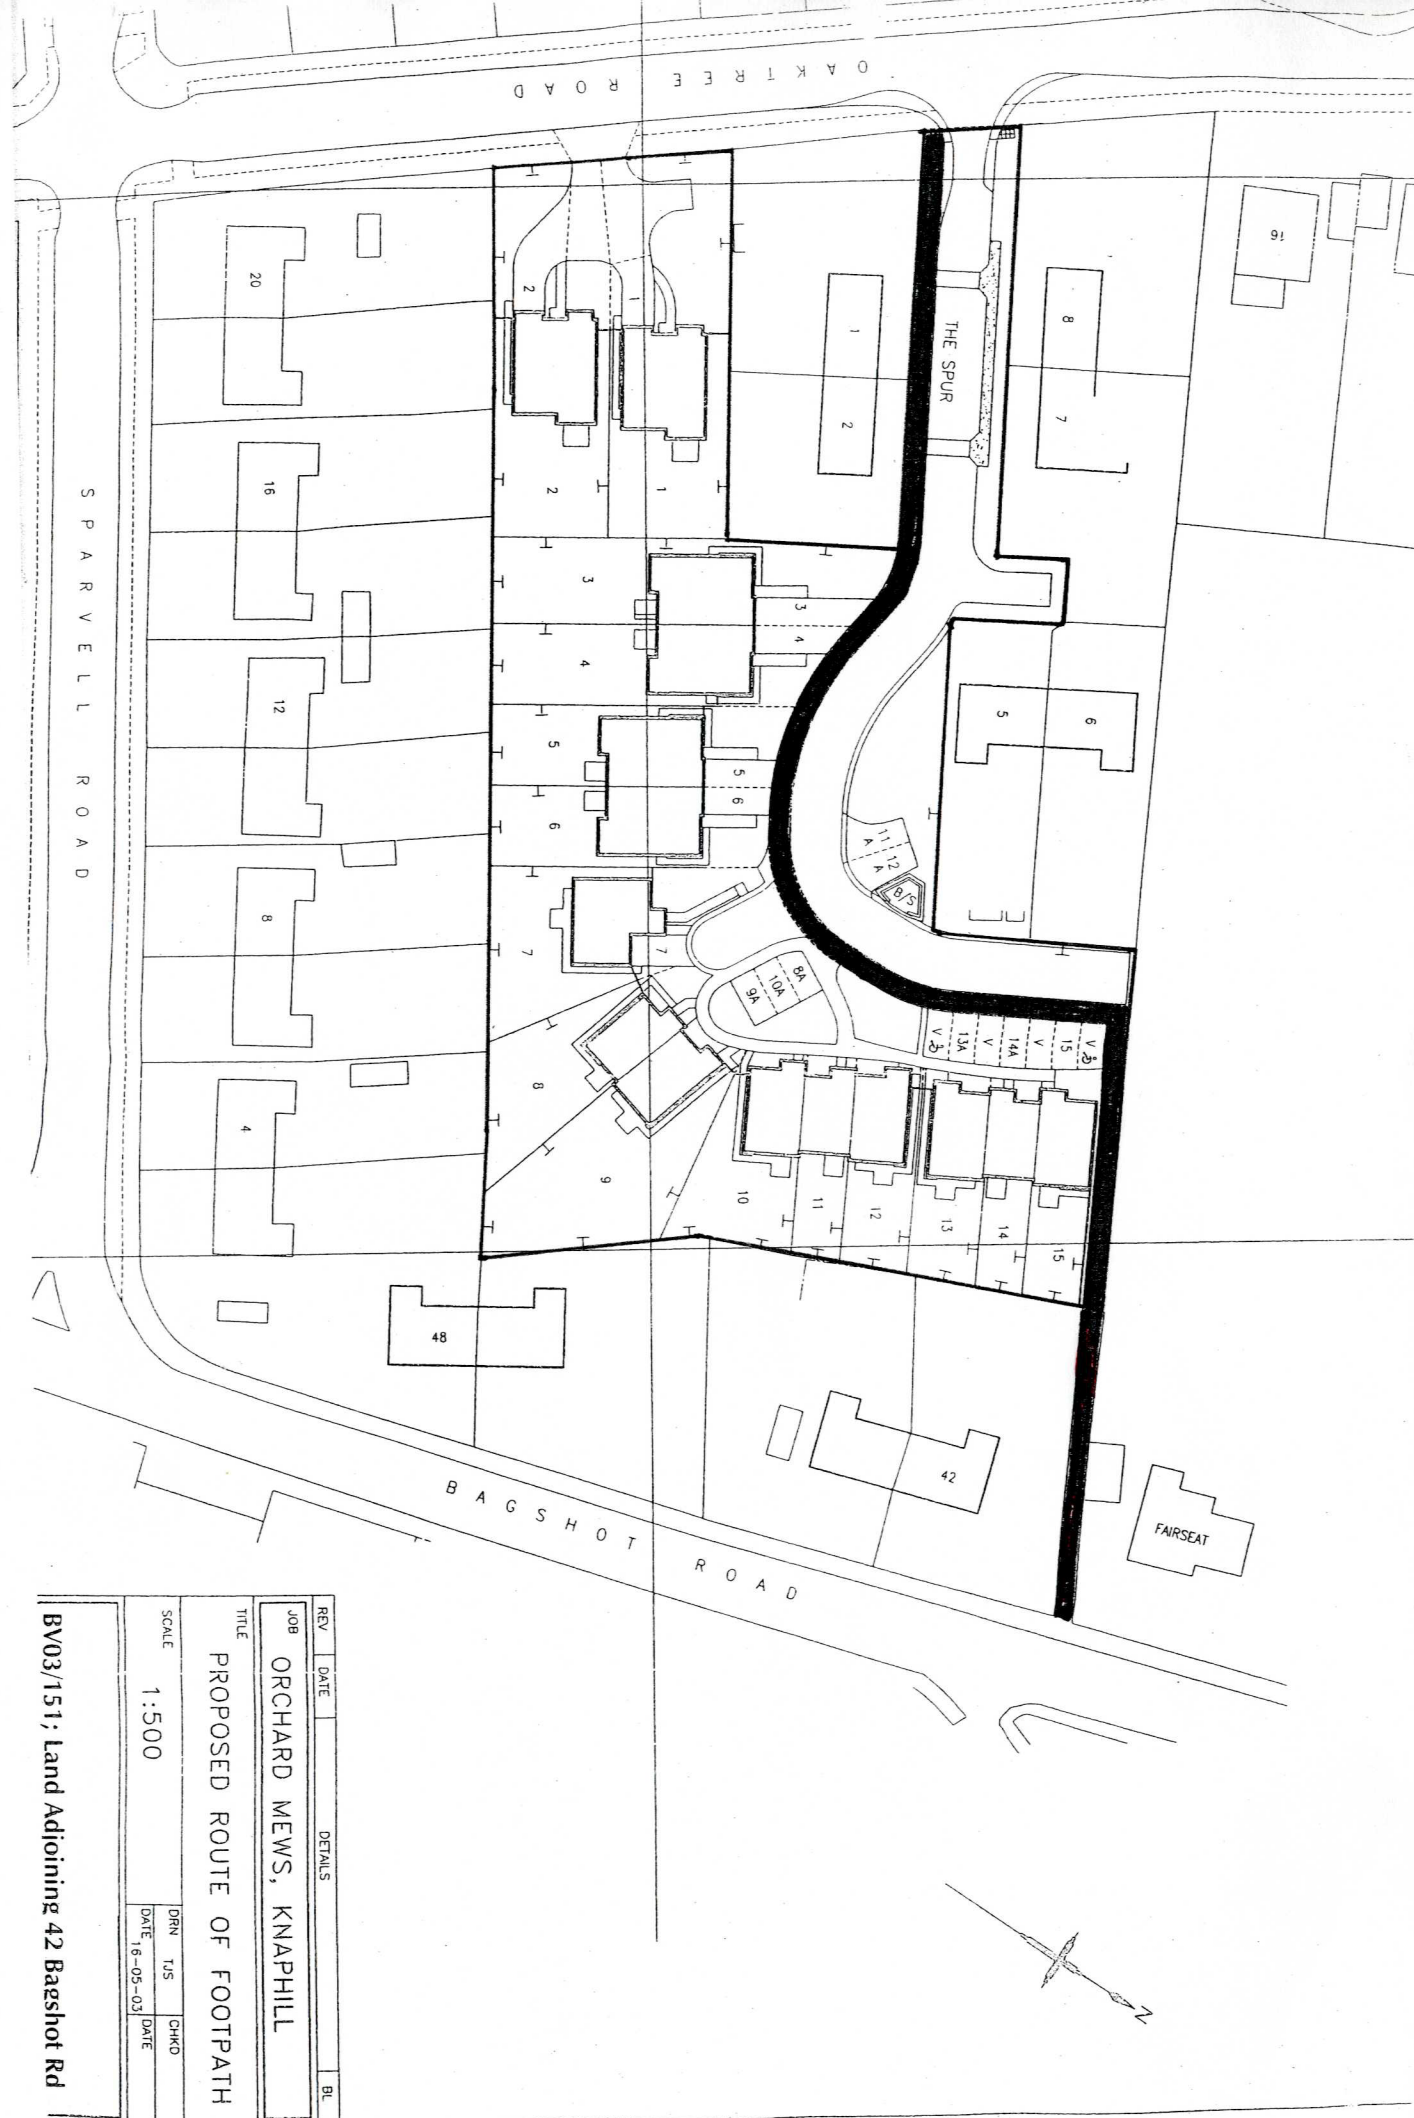 OAKTREE ROAD
16
20
2
1
1
2
THE SPUR
8
7
16
2
1
3
3
4
4
12
5
6
5
5
6
6
11
A
12
A
B/S
8
7
7
8A
10A
9A
V
13A
V
14A
V
15
V
8
4
9
10
11
12
13
14
15
SPARVELL ROAD
48
42
FAIRSEAT
BAGSHOT ROAD
N
REV DATE DETAILS BL
JOB ORCHARD MEWS, KNAPHILL
TITLE
PROPOSED ROUTE OF FOOTPATH
SCALE 1:500
DRN TJS CHKD
DATE 16-05-03 DATE
BV03/151; Land Adjoining 42 Bagshot Rd